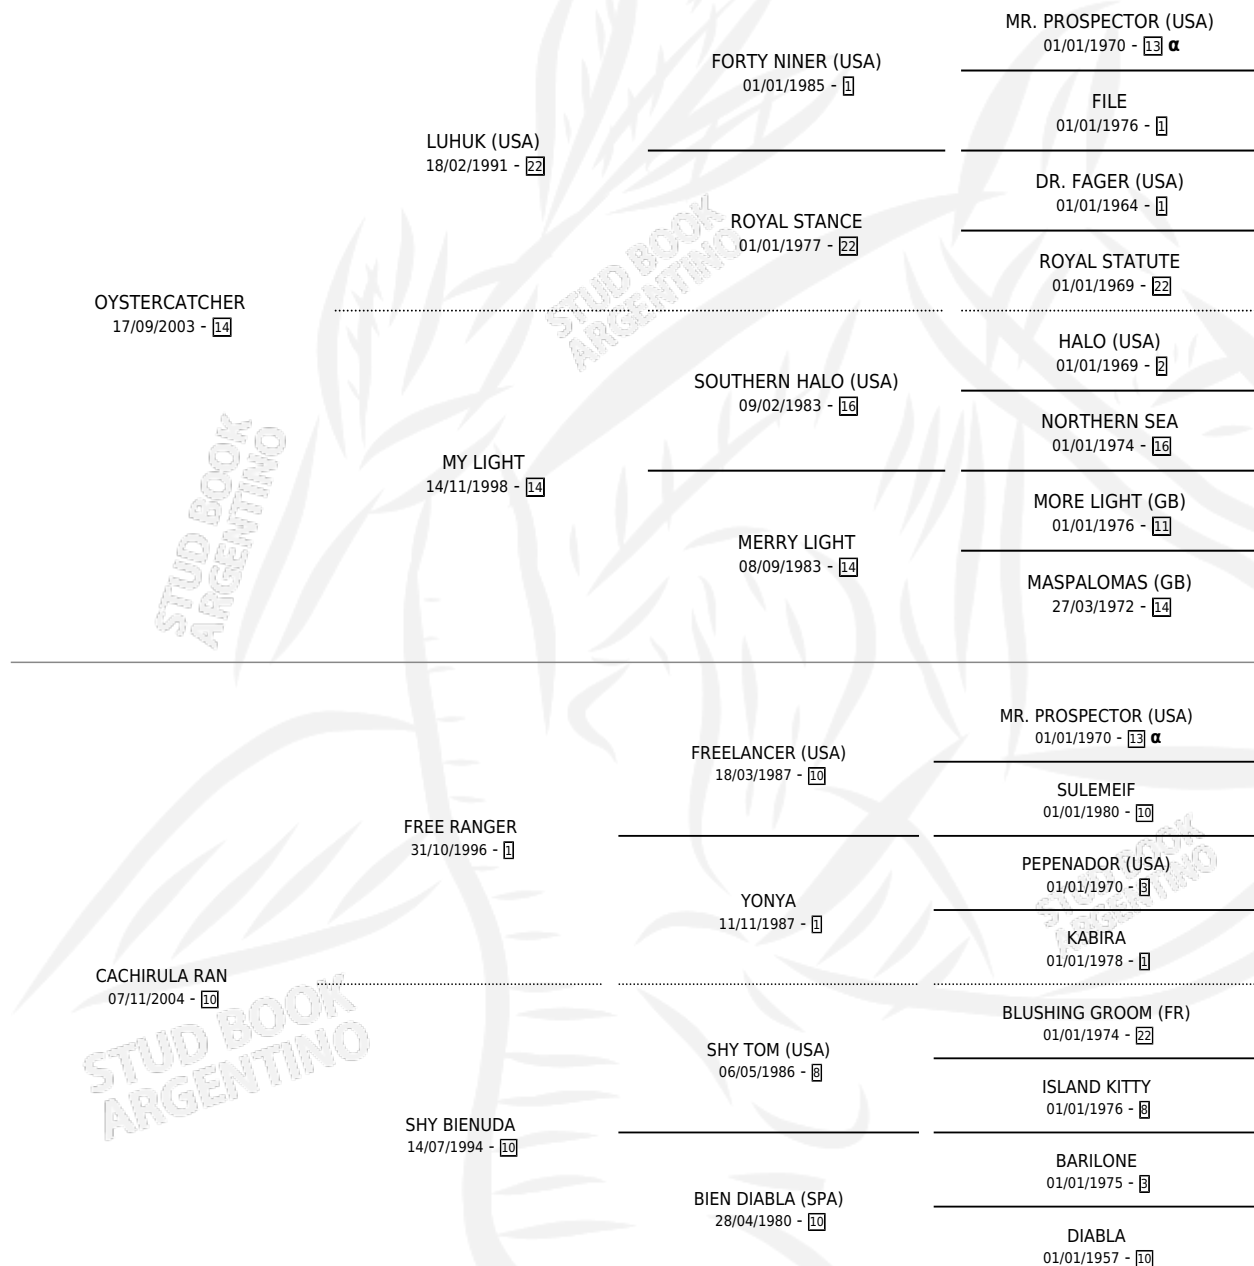 MR. PROSPECTOR (USA)
01/01/1970 - 13 α
FORTY NINER (USA)
01/01/1985 - 1
FILE
01/01/1976 - 1
LUHUK (USA)
18/02/1991 - 22
DR. FAGER (USA)
01/01/1964 - 1
ROYAL STANCE
01/01/1977 - 22
ROYAL STATUTE
01/01/1969 - 22
OYSTERCATCHER
17/09/2003 - 14
HALO (USA)
01/01/1969 - 2
SOUTHERN HALO (USA)
09/02/1983 - 16
NORTHERN SEA
01/01/1974 - 16
MY LIGHT
14/11/1998 - 14
MORE LIGHT (GB)
01/01/1976 - 11
MERRY LIGHT
08/09/1983 - 14
MASPALOMAS (GB)
27/03/1972 - 14
STUD BOOK
ARGENTINO
STUD BOOK
ARGENTINO
MR. PROSPECTOR (USA)
01/01/1970 - 13 α
FREELANCER (USA)
18/03/1987 - 10
SULEMEIF
01/01/1980 - 10
FREE RANGER
31/10/1996 - 1
PEPENADOR (USA)
01/01/1970 - 3
YONYA
11/11/1987 - 1
KABIRA
01/01/1978 - 1
CACHIRULA RAN
07/11/2004 - 10
BLUSHING GROOM (FR)
01/01/1974 - 22
SHY TOM (USA)
06/05/1986 - 8
ISLAND KITTY
01/01/1976 - 8
SHY BIENUDA
14/07/1994 - 10
BARILONE
01/01/1975 - 3
BIEN DIABLA (SPA)
28/04/1980 - 10
DIABLA
01/01/1957 - 10
STUD BOOK
ARGENTINO
STUD BOOK
ARGENTINO